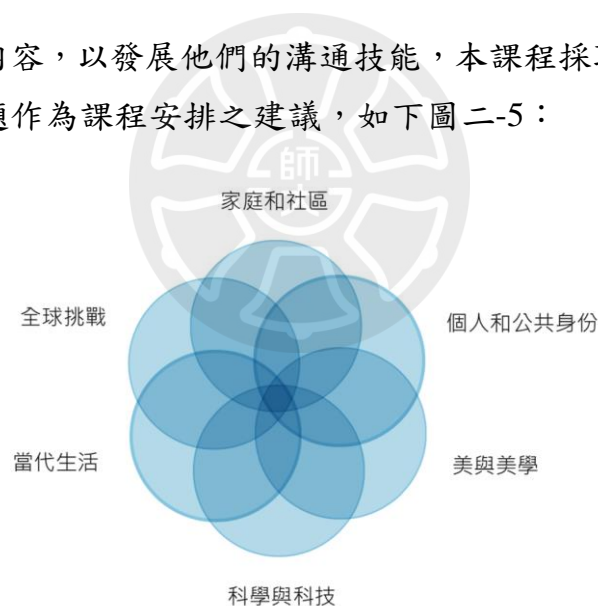 內容，以發展他們的溝通技能，本課程採
作為課程安排之建議，如下圖二-5：
師大
家庭和社區
全球挑戰
個人和公共身份
當代生活
美與美學
科學與科技